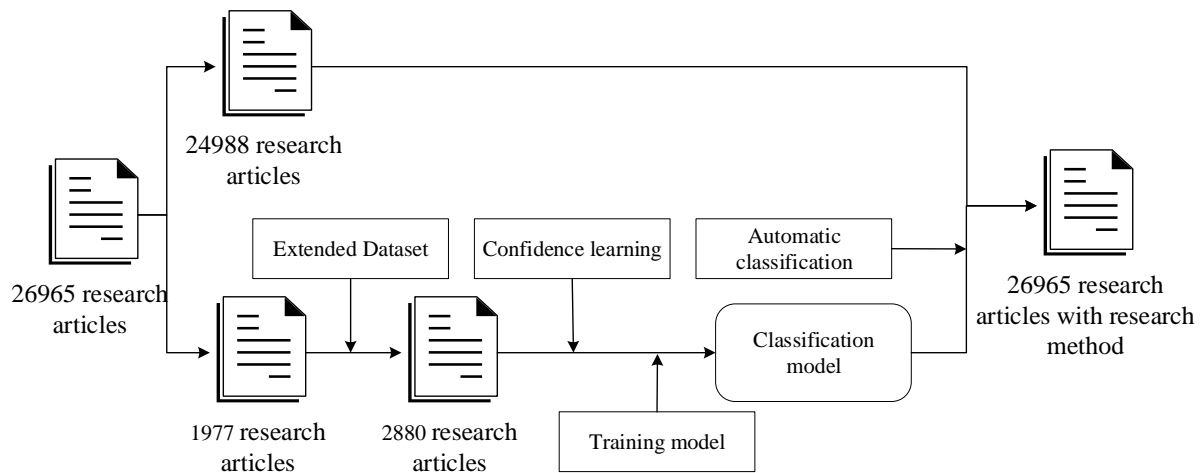 24988 research
articles
26965 research
articles
Extended Dataset
Confidence learning
Automatic
classification
26965 research
articles with research
method
Classification
model
1977 research
articles
2880 research
articles
Training model